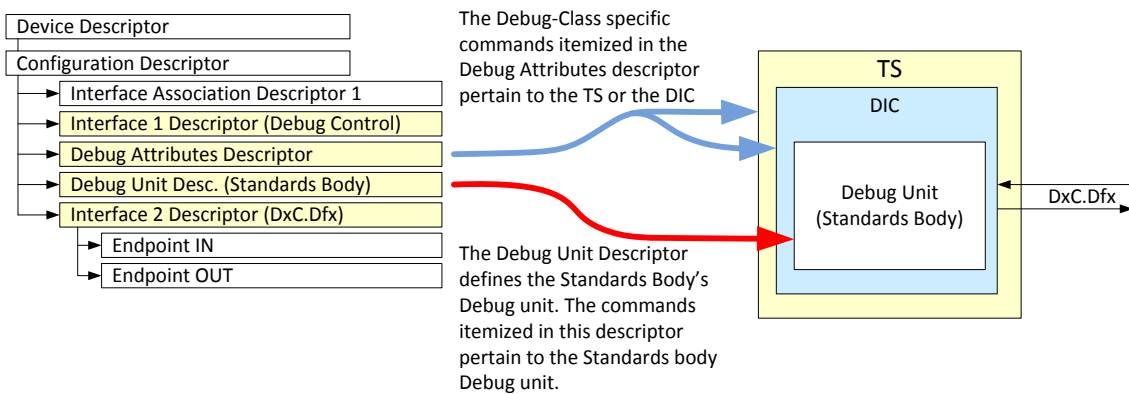 Device Descriptor
Configuration Descriptor
Interface Association Descriptor 1
Interface 1 Descriptor (Debug Control)
Debug Attributes Descriptor
Debug Unit Desc. (Standards Body)
Interface 2 Descriptor (DxC.Dfx)
Endpoint IN
Endpoint OUT
The Debug-Class specific
commands itemized in the
Debug Attributes descriptor
pertain to the TS or the DIC
The Debug Unit Descriptor
defines the Standards Body’s
Debug unit. The commands
itemized in this descriptor
pertain to the Standards body
Debug unit.
TS
DIC
Debug Unit
(Standards Body)
DxC.Dfx